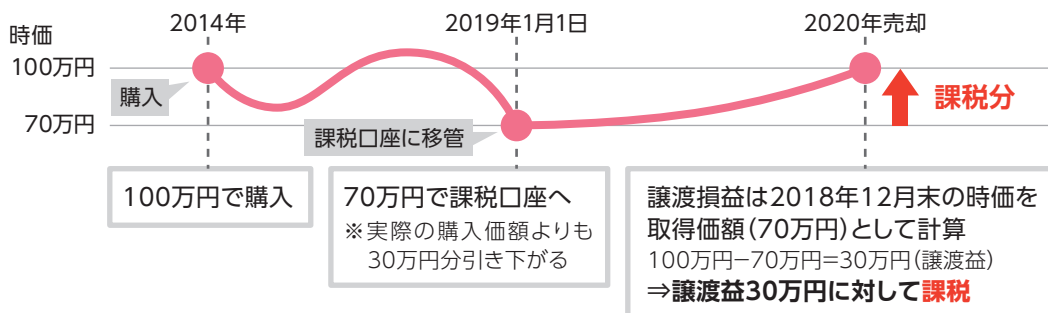 2014年
2019年1月1日
2020年売却
時価
100万円
購入
課税分
70万円
課税口座に移管
100万円で購入
70万円で課税口座へ
※実際の購入価額よりも
30万円分引き下がる
譲渡損益は2018年12月末の時価を
取得価額（70万円）として計算
100万円−70万円＝30万円（譲渡益）
⇒譲渡益30万円に対して課税